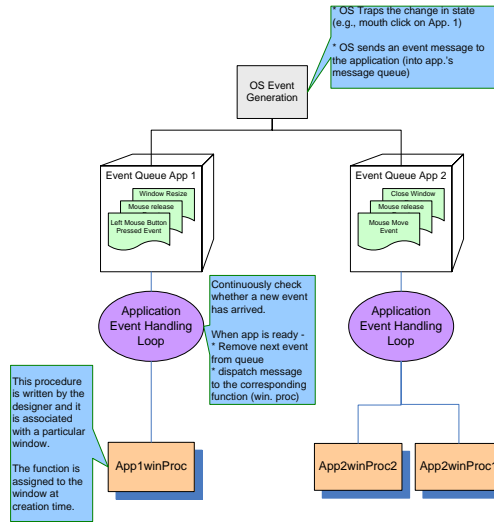 * OS Traps the change in state
(e.g., mouth click on App. 1)
* OS sends an event message to
the application (into app.'s
message queue)
OS Event
Generation
Event Queue App 1
Window Resize
Mouse release
Left Mouse Button
Pressed Event
Event Queue App 2
Close Window
Mouse release
Mouse Move
Event
Application
Event Handling
Loop
Continuously check
whether a new event
has arrived.
When app is ready -
* Remove next event
from queue
* dispatch message
to the corresponding
function (win. proc)
Application
Event Handling
Loop
This procedure
is written by the
designer and it
is associated
with a particular
window.
The function is
assigned to the
window at
creation time.
App1winProc
App2winProc2
App2winProc1